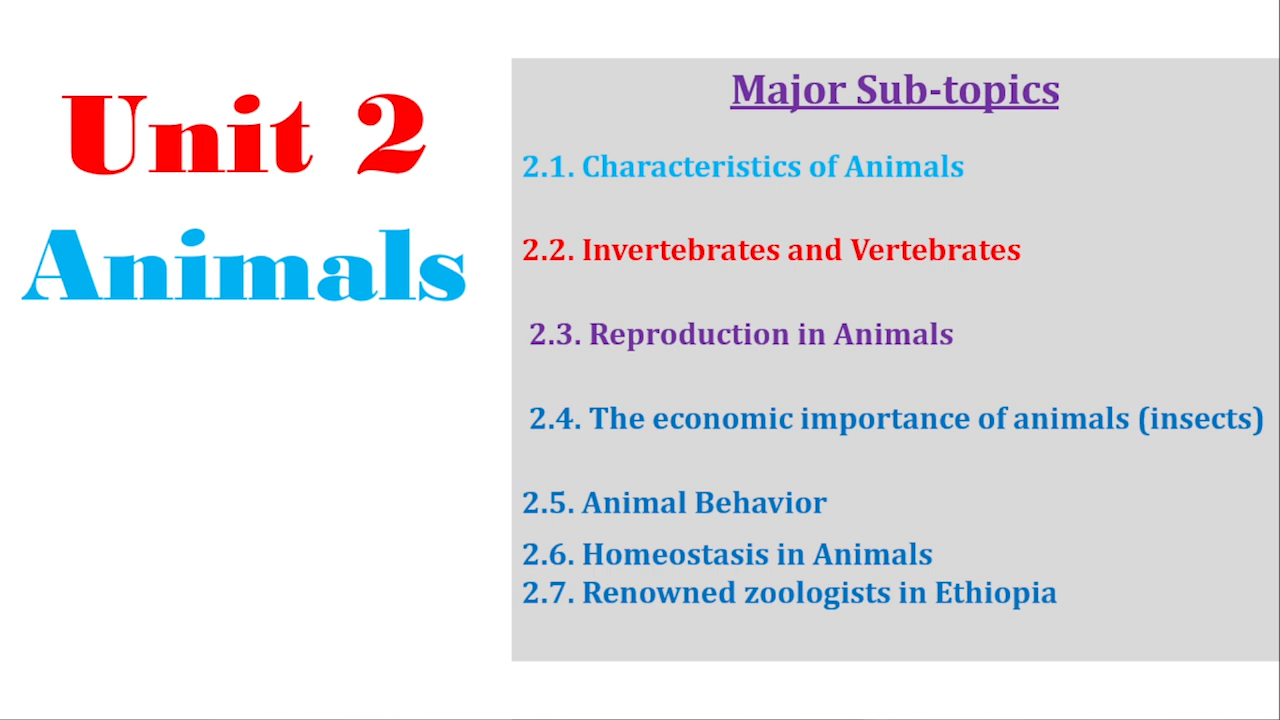 Unit 2
Animals
Major Sub-topics
2.1. Characteristics of Animals
2.2. Invertebrates and Vertebrates
2.3. Reproduction in Animals
2.4. The economic importance of animals (insects)
2.5. Animal Behavior
2.6. Homeostasis in Animals
2.7. Renowned zoologists in Ethiopia